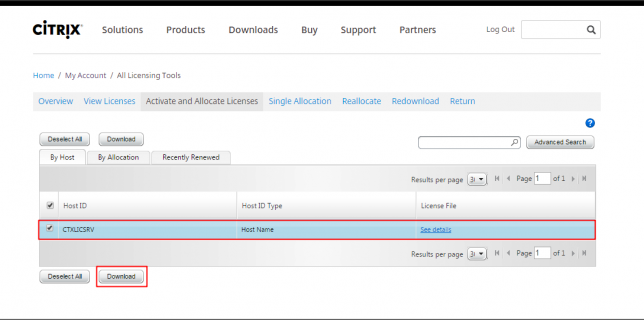 CİTRIX
Solutions Products Downloads Buy Support Partners Log Out
Home / My Account / All Licensing Tools
Overview View Licenses Activate and Allocate Licenses Single Allocation Reallocate Redownload Return
?
Deselect All Download Advanced Search
By Host By Allocation Recently Renewed
Results per page Page 1 of 1
Host ID Host ID Type License File
CTXLICSRV Host Name See details
Results per page Page 1 of 1
Deselect All Download